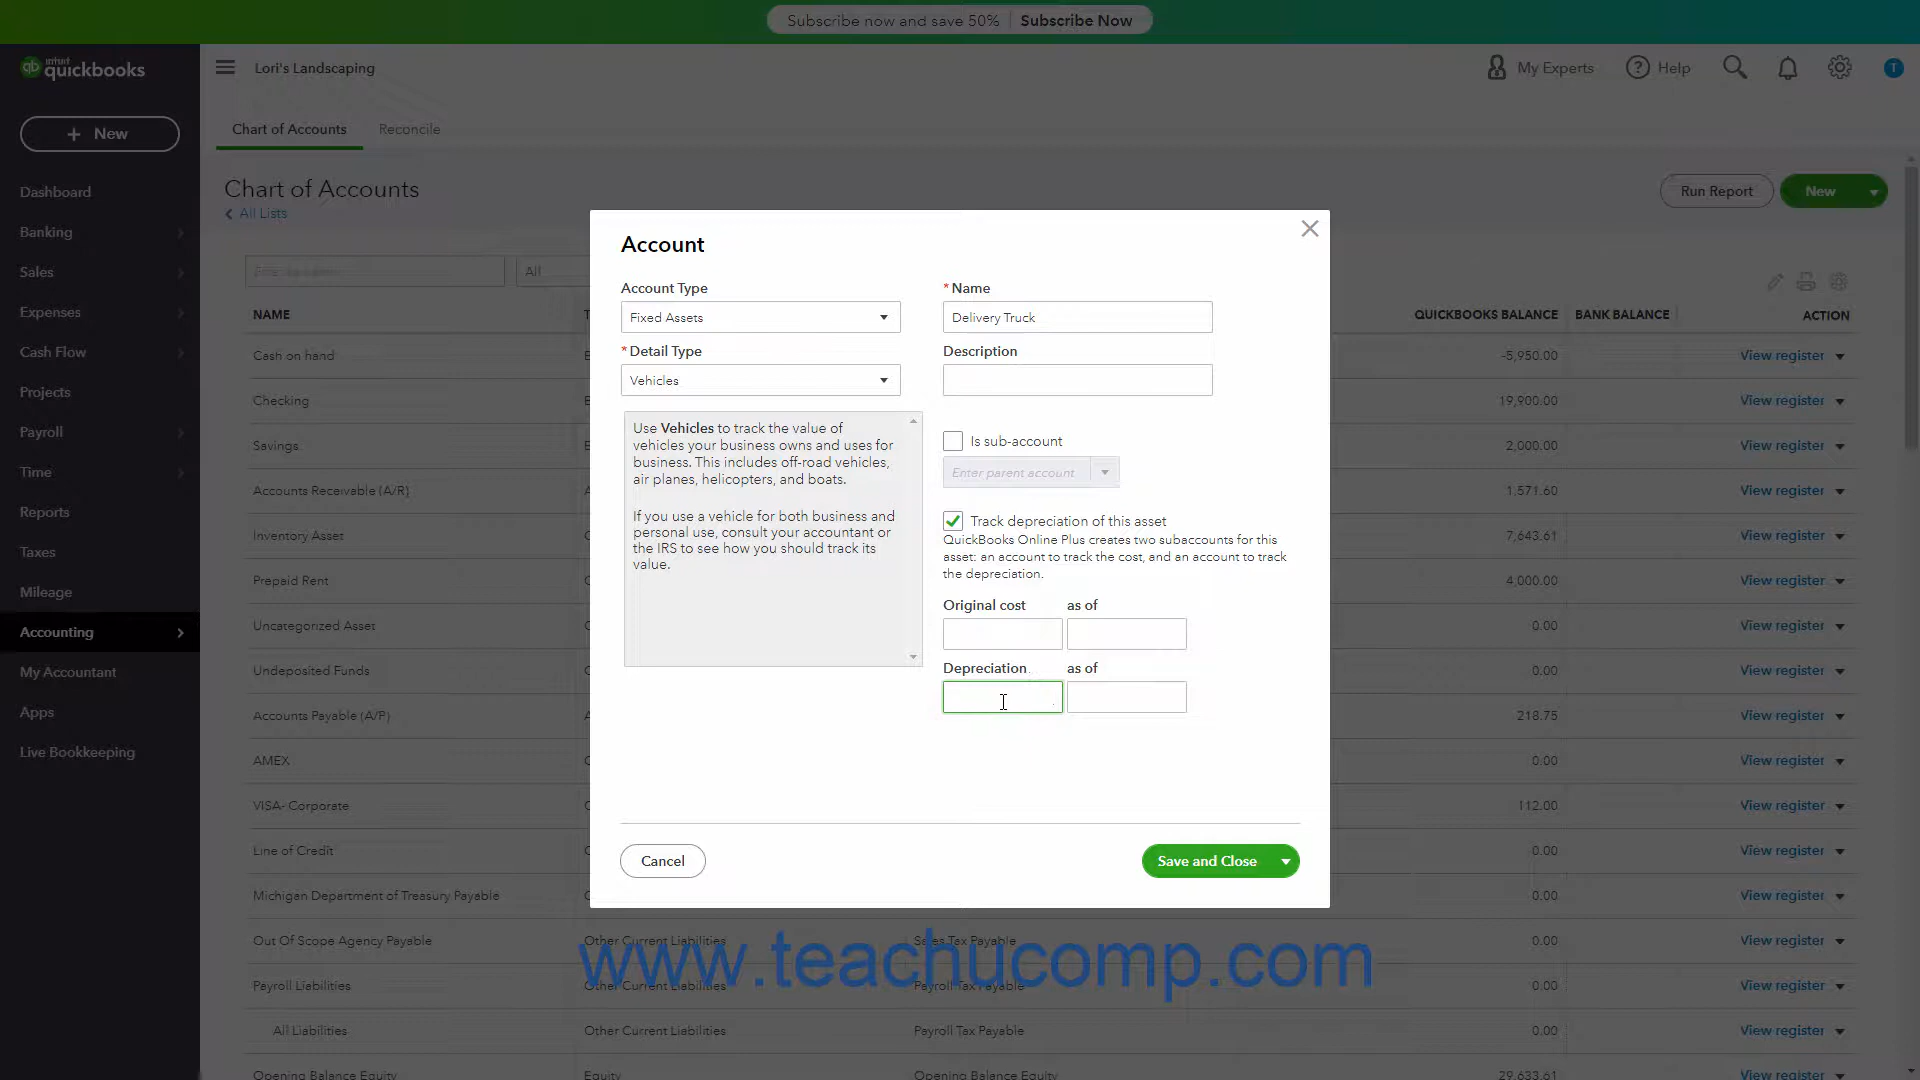 Subscribe now and save 50% | Subscribe Now
intuit quickbooks
Lori's Landscaping
My Experts
Help
T
+ New
Chart of Accounts
Reconcile
Dashboard
Banking
Sales
Expenses
Cash Flow
Projects
Payroll
Time
Reports
Taxes
Mileage
Accounting
My Accountant
Apps
Live Bookkeeping
Chart of Accounts
All Lists
Run Report
New
All
NAME
QUICKBOOKS BALANCE
BANK BALANCE
ACTION
Cash on hand -5,950.00 View register
Checking 19,900.00 View register
Savings 2,000.00 View register
Accounts Receivable (A/R) 1,571.60 View register
Inventory Asset 7,643.61 View register
Prepaid Rent 4,000.00 View register
Uncategorized Asset 0.00 View register
Undeposited Funds 0.00 View register
Accounts Payable (A/P) 218.75 View register
AMEX 0.00 View register
VISA- Corporate 112.00 View register
Line of Credit 0.00 View register
Michigan Department of Treasury Payable 0.00 View register
Out Of Scope Agency Payable Other Current Liabilities Sales Tax Payable 0.00 View register
Payroll Liabilities Other Current Liabilities Payroll Tax Payable 0.00 View register
All Liabilities Other Current Liabilities Payroll Tax Payable 0.00 View register
Opening Balance Equity Equity Opening Balance Equity 29,633.61 View register
Account
Account Type
Fixed Assets
* Detail Type
Vehicles
Use Vehicles to track the value of
vehicles your business owns and uses for
business. This includes off-road vehicles,
air planes, helicopters, and boats.
If you use a vehicle for both business and
personal use, consult your accountant or
the IRS to see how you should track its
value.
* Name
Delivery Truck
Description
Is sub-account
Enter parent account
Track depreciation of this asset
QuickBooks Online Plus creates two subaccounts for this
asset: an account to track the cost, and an account to track
the depreciation.
Original cost as of
Depreciation as of
Cancel
Save and Close
www.teachucomp.com